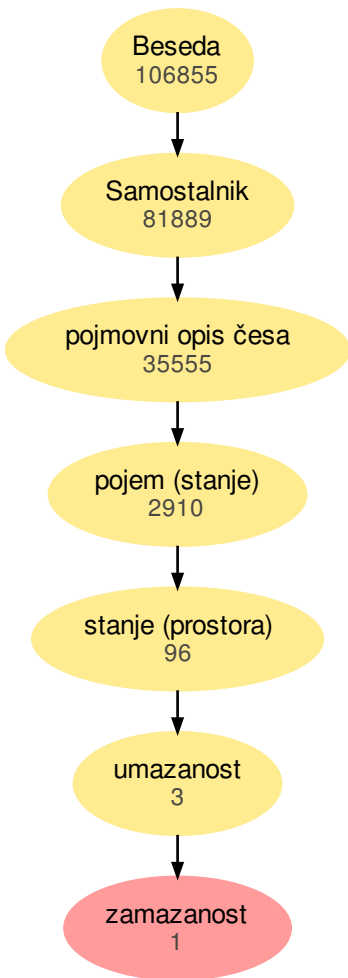 Beseda
106855
Samostalnik
81889
pojmovni opis česa
35555
pojem (stanje)
2910
stanje (prostora)
96
umazanost
3
zamazanost
1